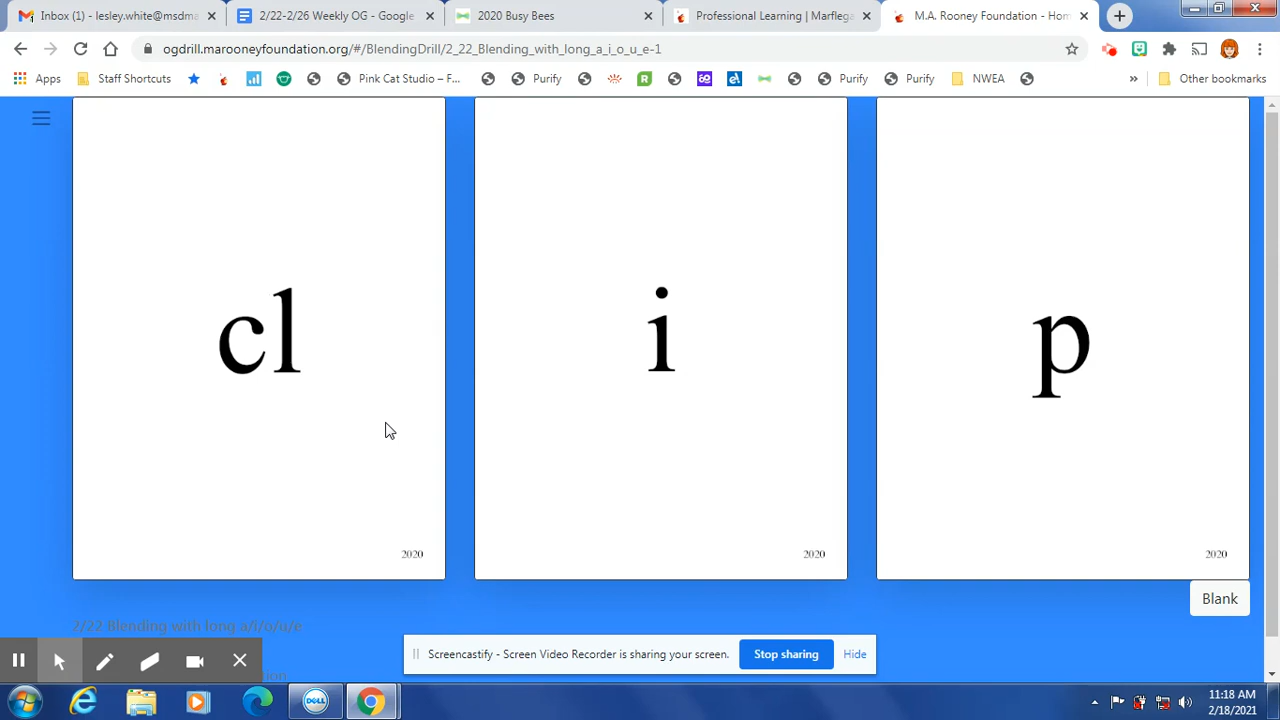 Inbox (1) - lesley.white@msdma
2/22-2/26 Weekly OG - Google
2020 Busy Bees
Professional Learning | Marflega
M.A. Rooney Foundation - Hom
ogdrill.marooneyfoundation.org/#/BlendingDrill/2_22_Blending_with_long_a_i_o_u_e-1
Apps
Staff Shortcuts
Pink Cat Studio – F...
Purify
Purify
Purify
NWEA
»
Other bookmarks
cl
i
p
2020
2020
2020
Blank
2/22 Blending with long a/i/o/u/e
Screencastify - Screen Video Recorder is sharing your screen.
Stop sharing
Hide
DELL
11:18 AM
2/18/2021